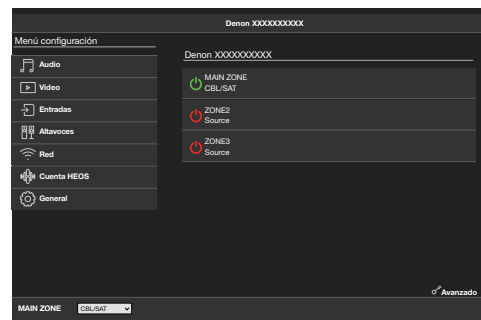 Denon XXXXXXXXXX
Menú configuración
Audio
Vídeo
Entradas
Altavoces
Red
Cuenta HEOS
General
Denon XXXXXXXXXX
MAIN ZONE
CBL/SAT
ZONE2
Source
ZONE3
Source
Avanzado
MAIN ZONE CBL/SAT